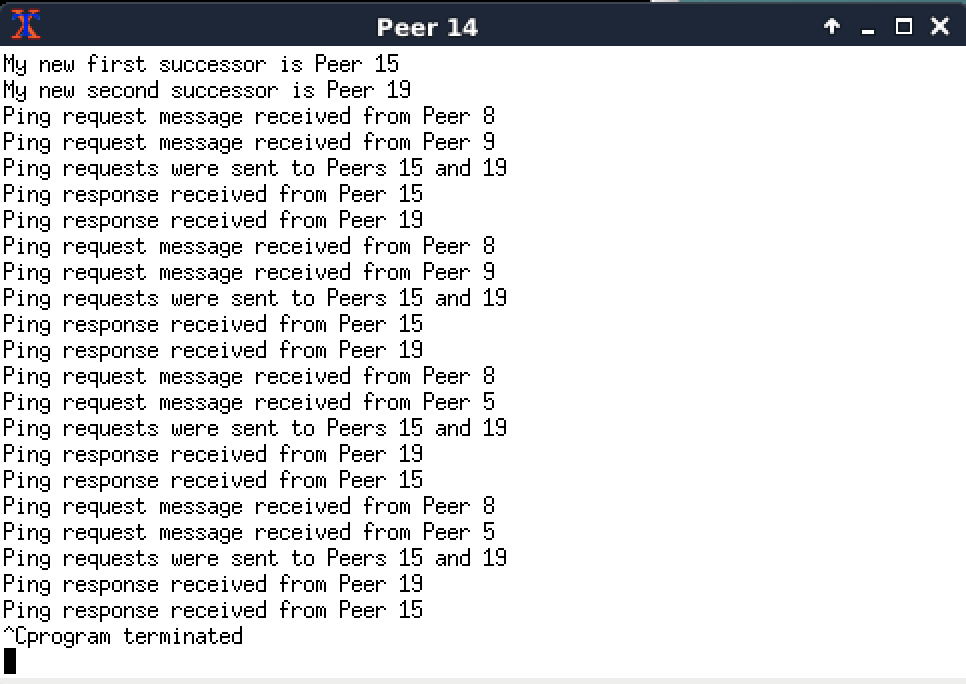 Peer 14
My new first successor is Peer 15
My new second successor is Peer 19
Ping request message received from Peer 8
Ping request message received from Peer 9
Ping requests were sent to Peers 15 and 19
Ping response received from Peer 15
Ping response received from Peer 19
Ping request message received from Peer 8
Ping request message received from Peer 9
Ping requests were sent to Peers 15 and 19
Ping response received from Peer 15
Ping response received from Peer 19
Ping request message received from Peer 8
Ping request message received from Peer 5
Ping requests were sent to Peers 15 and 19
Ping response received from Peer 19
Ping response received from Peer 15
Ping request message received from Peer 8
Ping request message received from Peer 5
Ping requests were sent to Peers 15 and 19
Ping response received from Peer 19
Ping response received from Peer 15
^Cprogram terminated